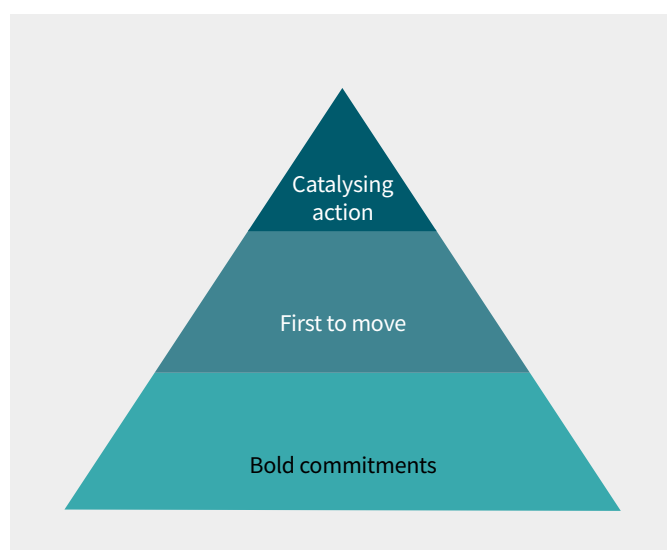 Catalysing
action
First to move
Bold commitments